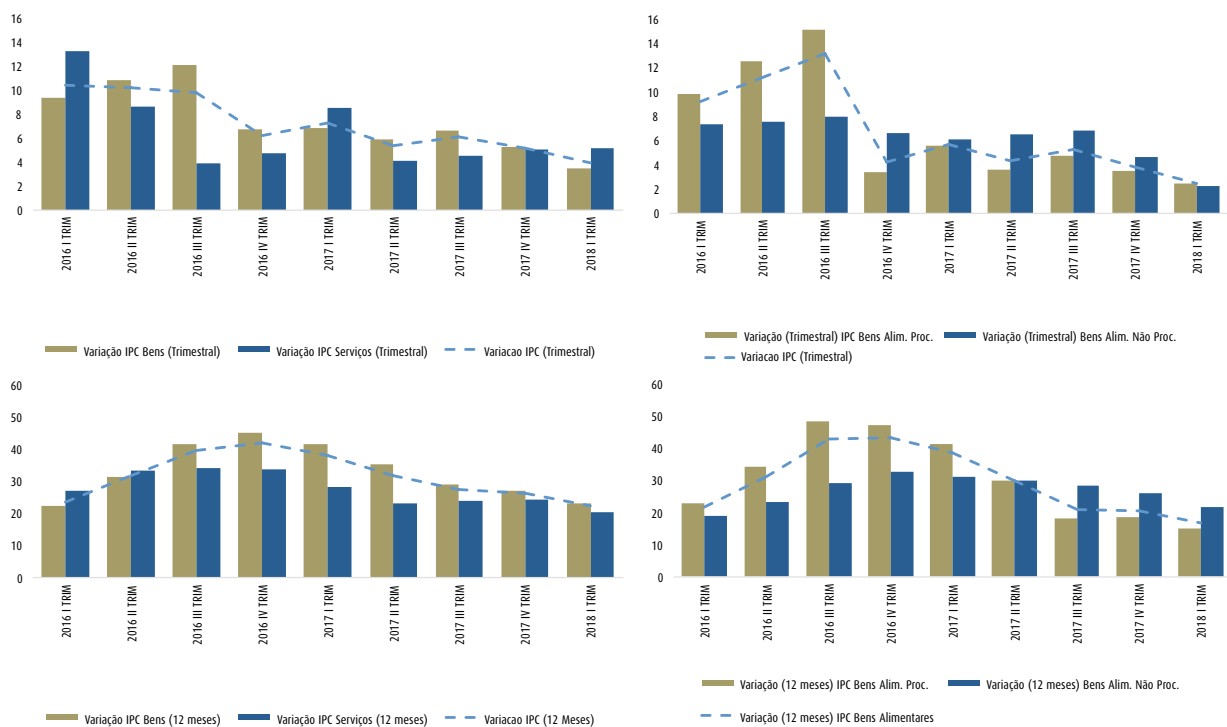 16
14
12
10
8
6
4
2
0
2016 I TRIM
2016 II TRIM
2016 III TRIM
2016 IV TRIM
2017 I TRIM
2017 II TRIM
2017 III TRIM
2017 IV TRIM
2018 I TRIM
Variação IPC Bens (Trimestral) Variação IPC Serviços (Trimestral) Variacao IPC (Trimestral)
16
14
12
10
8
6
4
2
0
2016 I TRIM
2016 II TRIM
2016 III TRIM
2016 IV TRIM
2017 I TRIM
2017 II TRIM
2017 III TRIM
2017 IV TRIM
2018 I TRIM
Variação (Trimestral) IPC Bens Alim. Proc. Variação (Trimestral) Bens Alim. Não Proc.
Variacao IPC (Trimestral)
60
50
40
30
20
10
0
2016 I TRIM
2016 II TRIM
2016 III TRIM
2016 IV TRIM
2017 I TRIM
2017 II TRIM
2017 III TRIM
2017 IV TRIM
2018 I TRIM
Variação IPC Bens (12 meses) Variação IPC Serviços (12 meses) Variacao IPC (12 Meses)
60
50
40
30
20
10
0
2016 I TRIM
2016 II TRIM
2016 III TRIM
2016 IV TRIM
2017 I TRIM
2017 II TRIM
2017 III TRIM
2017 IV TRIM
2018 I TRIM
Variação (12 meses) IPC Bens Alim. Proc. Variação (12 meses) Bens Alim. Não Proc.
Variação (12 meses) IPC Bens Alimentares